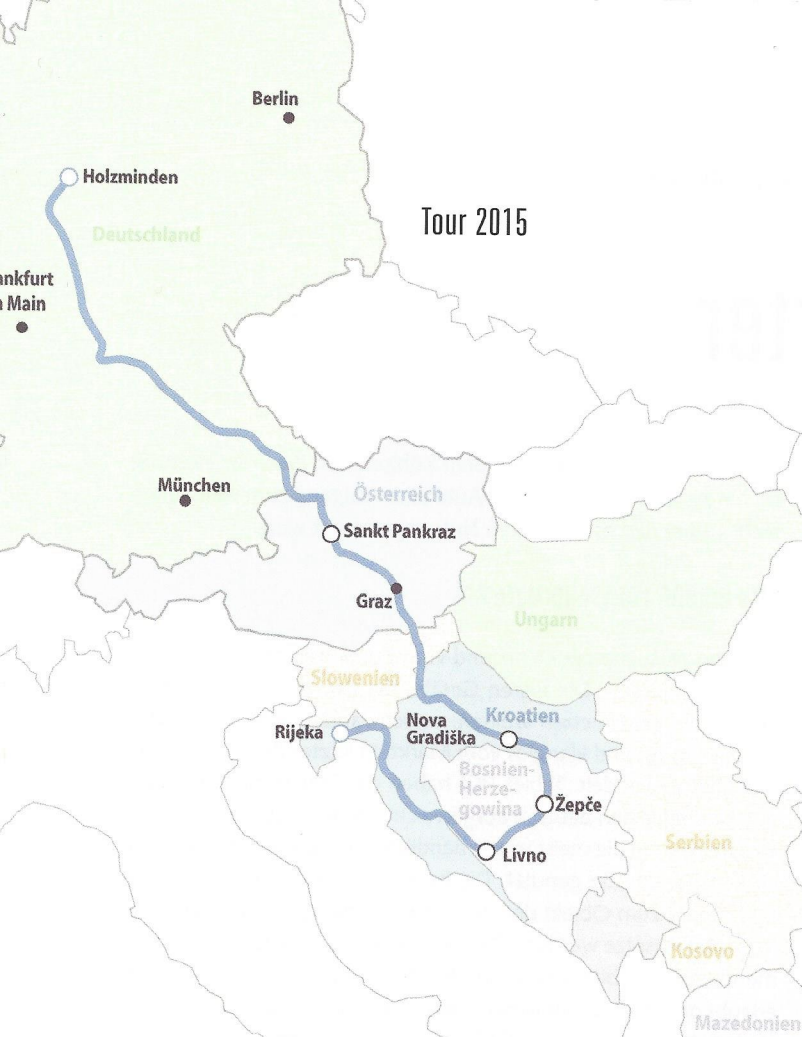 Berlin
Holzminden
Tour 2015
Deutschland
ankfurt
Main
München
Österreich
Sankt Pankraz
Graz
Ungarn
Slowenien
Kroatien
Nova
Gradiška
Rijeka
Bosnien-
Herze-
gowina
Žepče
Livno
Serbien
Kosovo
Mazedonien